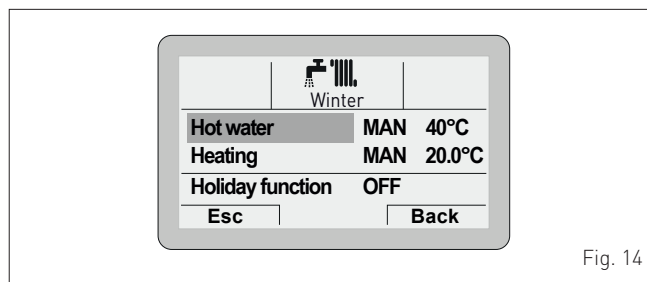 Winter
Hot water MAN 40°C
Heating MAN 20.0°C
Holiday function OFF
Esc Back
Fig. 14